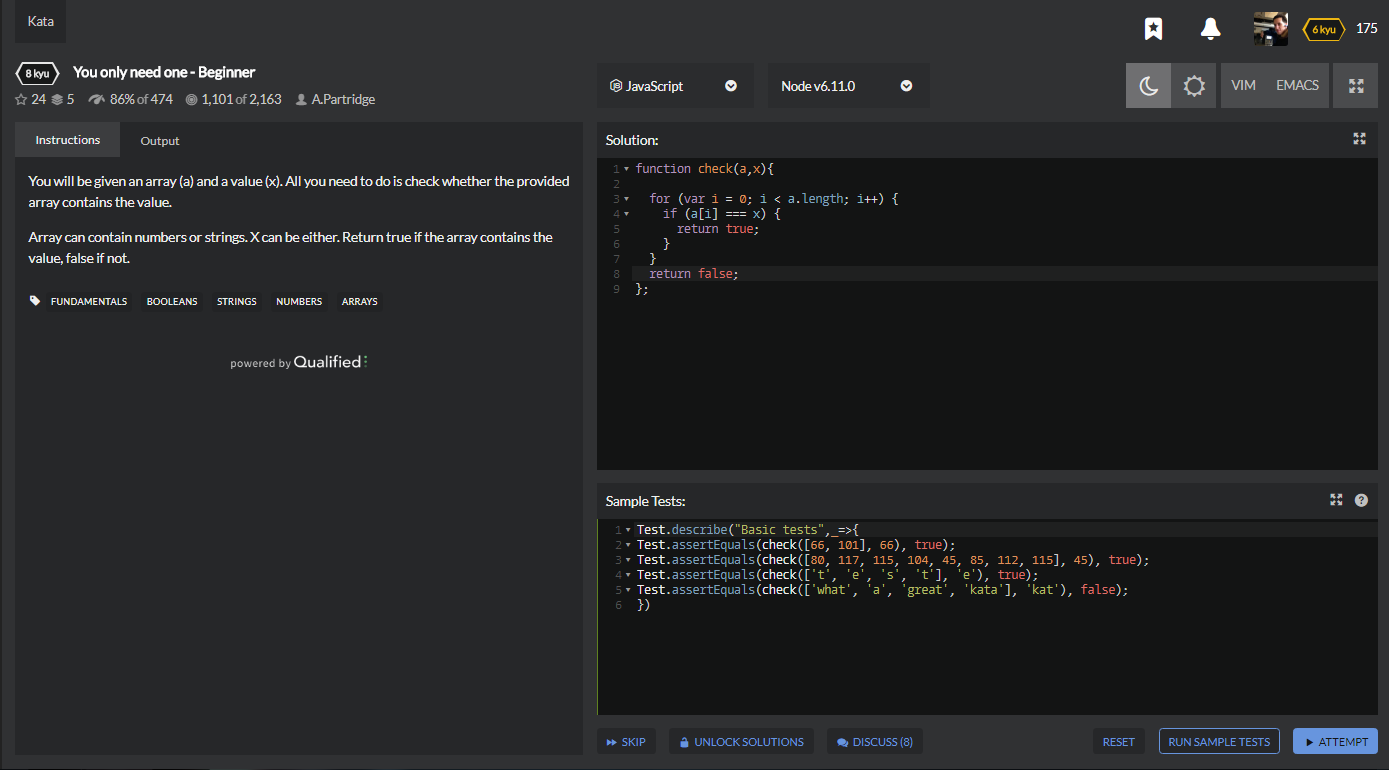 Kata
6 kyu 175
8 kyu You only need one - Beginner
24 5 86% of 474 1,101 of 2,163 A.Partridge
JavaScript Node v6.11.0 VIM EMACS
Instructions Output
You will be given an array (a) and a value (x). All you need to do is check whether the provided
array contains the value.
Array can contain numbers or strings. X can be either. Return true if the array contains the
value, false if not.
FUNDAMENTALS BOOLEANS STRINGS NUMBERS ARRAYS
powered by Qualified
Solution:
1 function check(a,x){
2
3 for (var i = 0; i < a.length; i++) {
4 if (a[i] === x) {
5 return true;
6 }
7 }
8 return false;
9 };
Sample Tests:
1 Test.describe("Basic tests",_=>{
2 Test.assertEquals(check([66, 101], 66), true);
3 Test.assertEquals(check([80, 117, 115, 104, 45, 85, 112, 115], 45), true);
4 Test.assertEquals(check(['t', 'e', 's', 't'], 'e'), true);
5 Test.assertEquals(check(['what', 'a', 'great', 'kata'], 'kat'), false);
6 })
SKIP UNLOCK SOLUTIONS DISCUSS (8) RESET RUN SAMPLE TESTS ATTEMPT